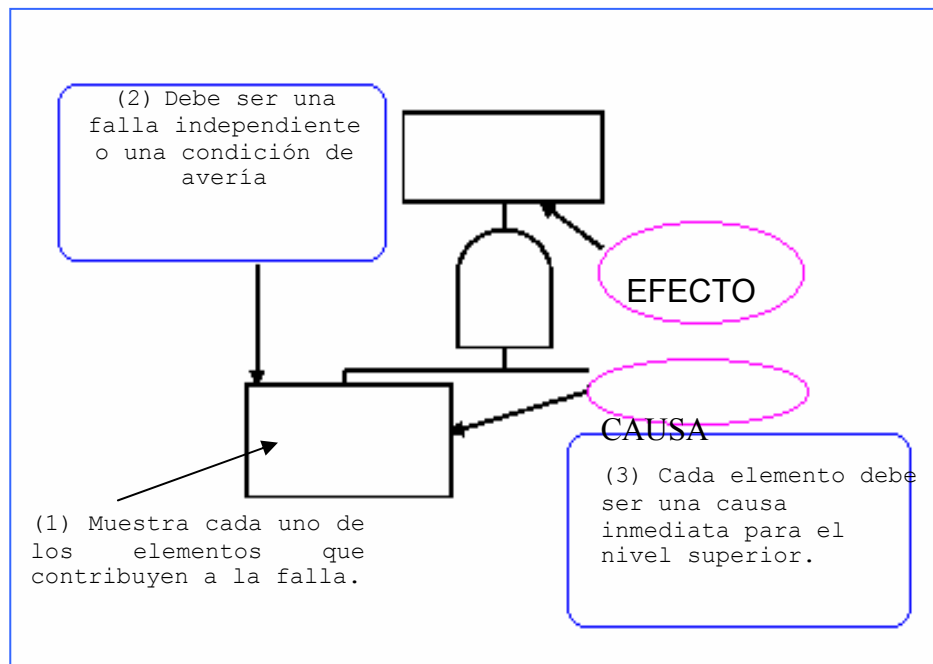 (2) Debe ser una
falla independiente
o una condición de
avería
EFECTO
CAUSA
(3) Cada elemento debe
ser una causa
inmediata para el
nivel superior.
(1) Muestra cada uno de
los elementos que
contribuyen a la falla.